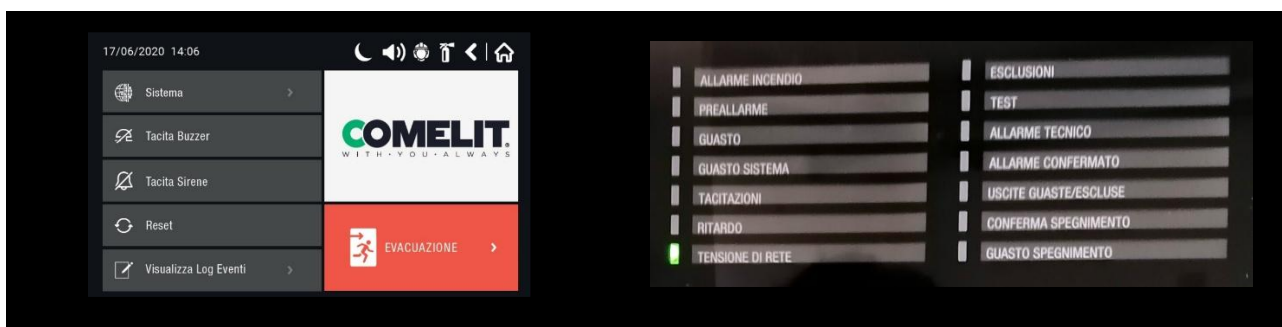 17/06/2020 14:06
Sistema
Tacita Buzzer
Tacita Sirene
Reset
Visualizza Log Eventi
COMELIT.
WITH·YOU·ALWAYS
EVACUAZIONE
ALLARME INCENDIO
PREALLARME
GUASTO
GUASTO SISTEMA
TACITAZIONI
RITARDO
TENSIONE DI RETE
ESCLUSIONI
TEST
ALLARME TECNICO
ALLARME CONFERMATO
USCITE GUASTE/ESCLUSE
CONFERMA SPEGNIMENTO
GUASTO SPEGNIMENTO